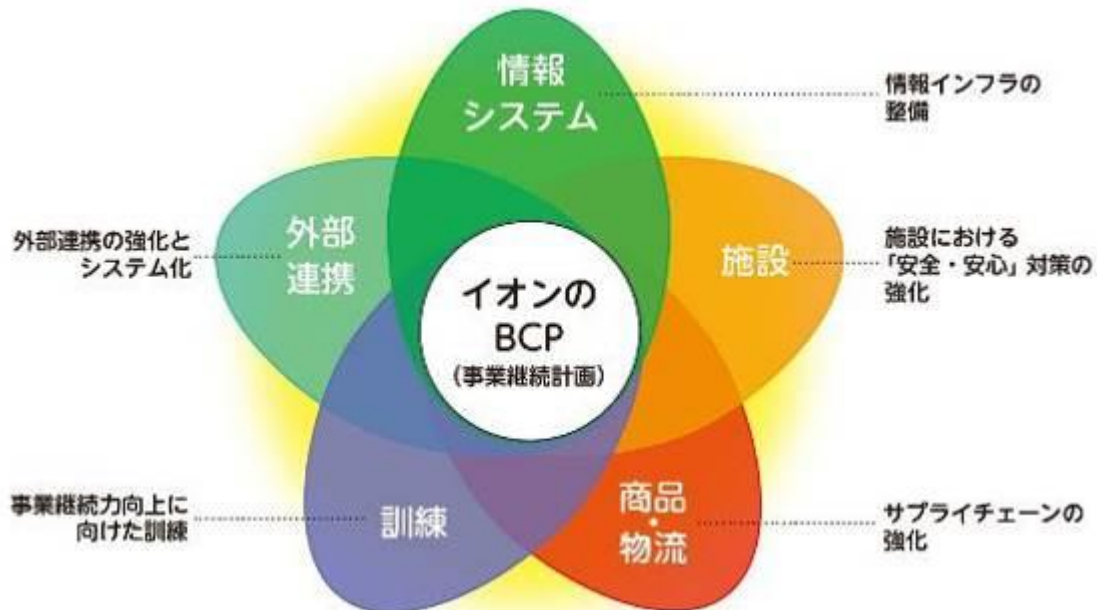 情報
システム
情報インフラの
整備
外部
連携
外部連携の強化と
システム化
施設
施設における
「安全・安心」対策の
強化
イオンの
BCP
（事業継続計画）
訓練
事業継続力向上に
向けた訓練
商品
・
物流
サプライチェーンの
強化